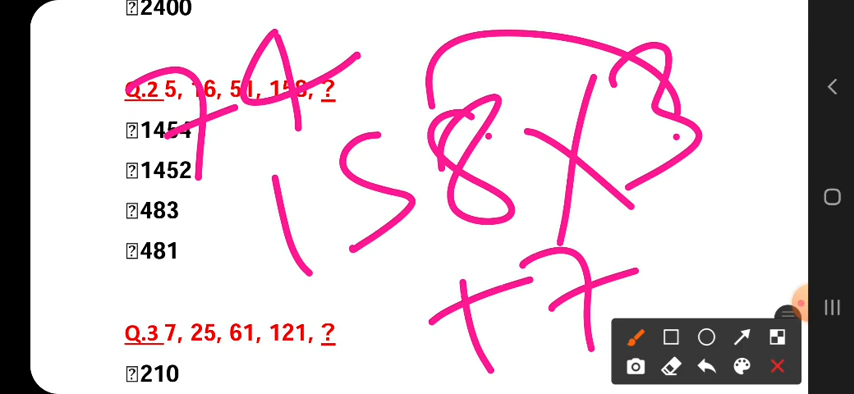 2400
Q.2 5, 16, 51, 158, ?
74
1454
158 x 3
1452
483
481
+7
Q.3 7, 25, 61, 121, ?
210